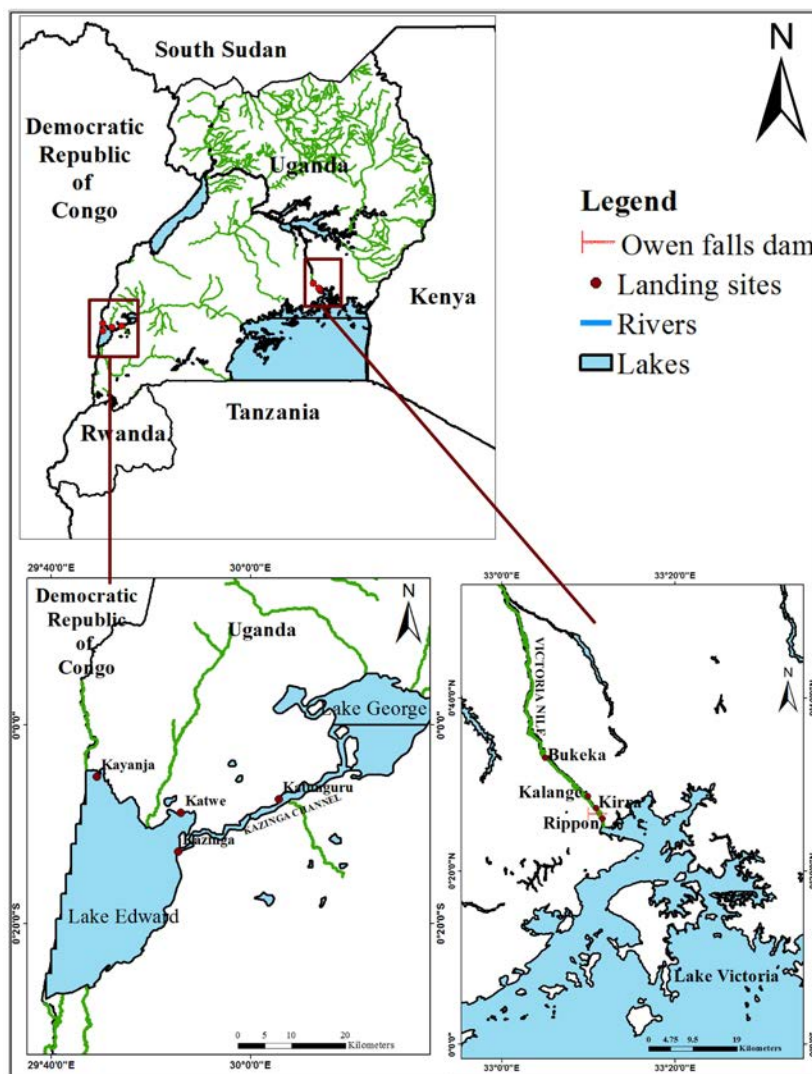 South Sudan
Democratic
Republic
of
Congo
Uganda
Kenya
Rwanda
Tanzania
N
Legend
Owen falls dam
Landing sites
Rivers
Lakes
29°40'0"E
30°0'0"E
Democratic
Republic
of
Congo
Uganda
N
Lake George
0°0'0"
Kayanja
Katwe
Katunguru
KAZINGA CHANNEL
Kazinga
Lake Edward
0°20'0"S
0 5 10 20
Kilometers
29°40'0"E
30°0'0"E
33°0'0"E
33°20'0"E
N
VICTORIA NILE
0°40'0"N
Bukeka
Kalange
Kirra
Rippon
0°20'0"N
Lake Victoria
0°0'0"
0 4.75 9.5 19
Kilometers
33°0'0"E
33°20'0"E